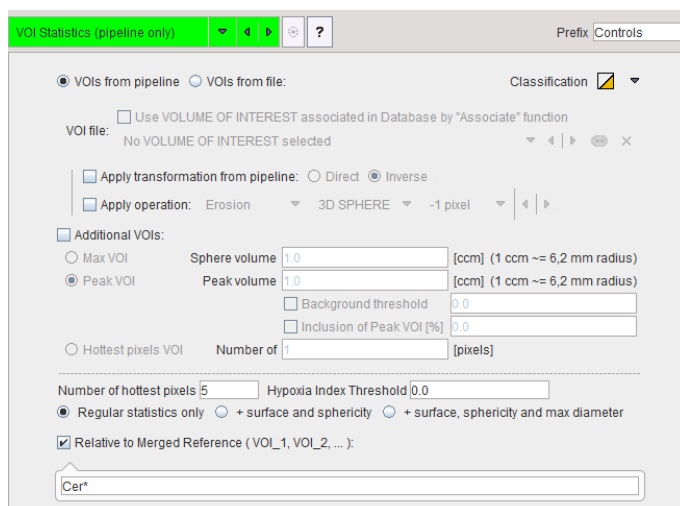 VOI Statistics (pipeline only) ? Prefix Controls
VOIs from pipeline VOIs from file: Classification
Use VOLUME OF INTEREST associated in Database by "Associate" function
VOI file:
No VOLUME OF INTEREST selected
Apply transformation from pipeline: Direct Inverse
Apply operation: Erosion 3D SPHERE -1 pixel
Additional VOIs:
Max VOI Sphere volume 1.0 [ccm] (1 ccm ~= 6,2 mm radius)
Peak VOI Peak volume 1.0 [ccm] (1 ccm ~= 6,2 mm radius)
Background threshold 0.0
Inclusion of Peak VOI [%] 0.0
Hottest pixels VOI Number of 1 [pixels]
Number of hottest pixels 5 Hypoxia Index Threshold 0.0
Regular statistics only + surface and sphericity + surface, sphericity and max diameter
Relative to Merged Reference ( VOI_1, VOI_2, ... ):
Cer*